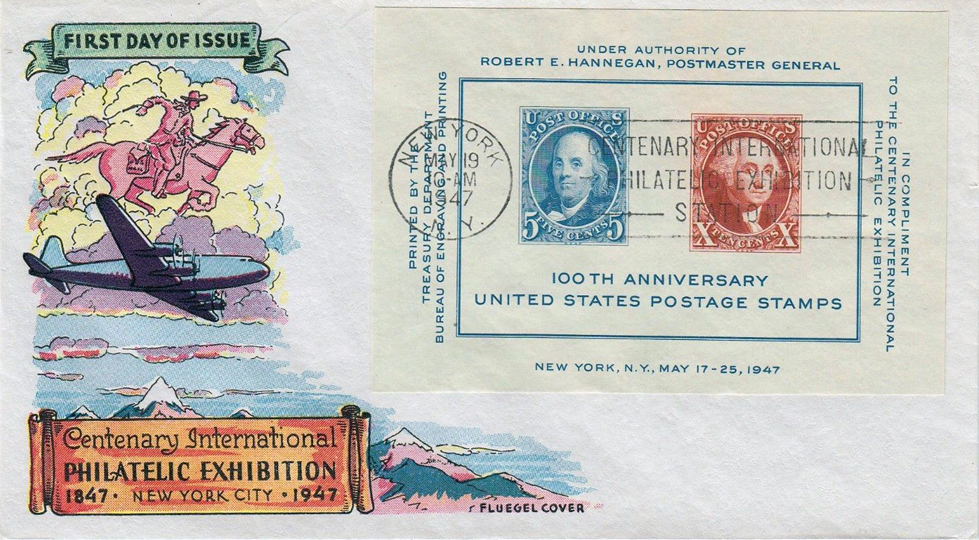 FIRST DAY OF ISSUE
UNDER AUTHORITY OF
ROBERT E. HANNEGAN, POSTMASTER GENERAL
PRINTED BY THE
TREASURY DEPARTMENT
BUREAU OF ENGRAVING AND PRINTING
NEW YORK
MAY 19
10-AM
1947
N.Y.
U S
POST OFFICE
5 FIVE CENTS 5
U S
POST OFFICE
X TEN CENTS X
CENTENARY INTERNATIONAL
PHILATELIC EXHIBITION
STATION
TO THE CENTENARY INTERNATIONAL
PHILATELIC EXHIBITION
IN COMPLIMENT
100TH ANNIVERSARY
UNITED STATES POSTAGE STAMPS
NEW YORK, N.Y., MAY 17-25, 1947
Centenary International
PHILATELIC EXHIBITION
1847 · NEW YORK CITY · 1947
FLUEGEL COVER